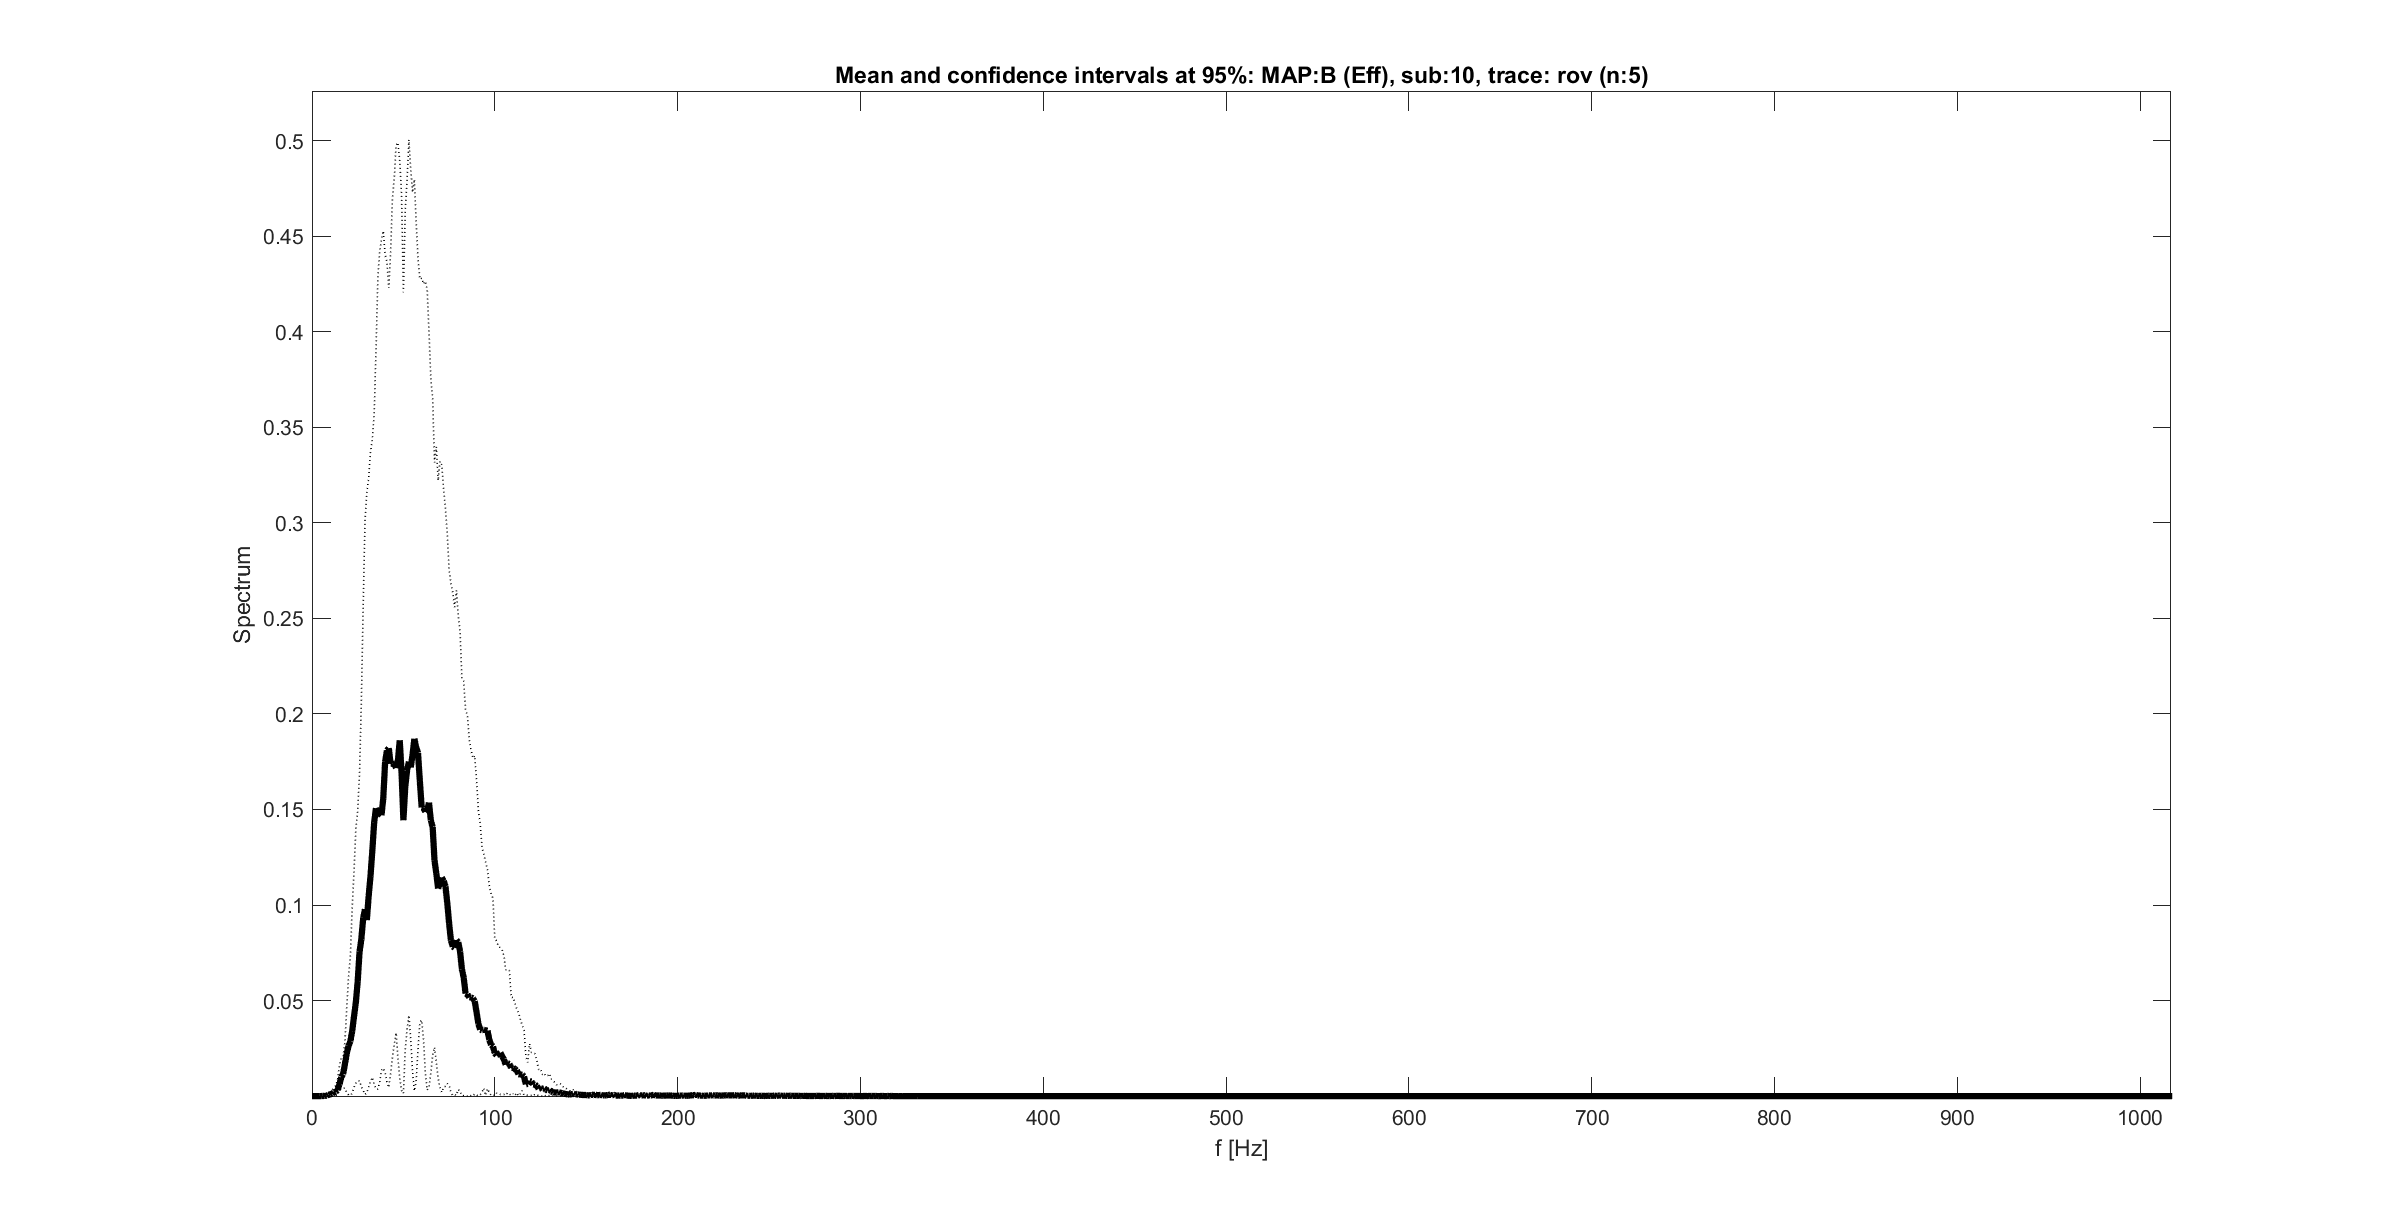 Mean and confidence intervals at 95%: MAP:B (Eff), sub:10, trace: rov (n:5)
0.5
0.45
0.4
0.35
0.3
0.25
0.2
0.15
0.1
0.05
Spectrum
0 100 200 300 400 500 600 700 800 900 1000
f [Hz]